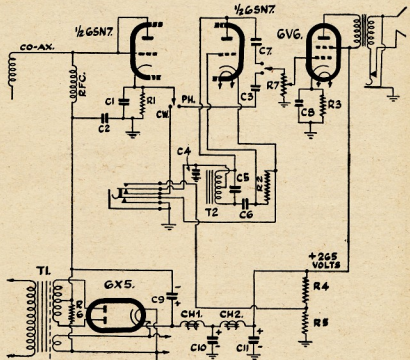 ½6SN7.
½6SN7.
6V6.
CO-AX.
R.F.C.
C1
R1
C2
CW.
PH.
C7
C3
R7
C8
R3
C4
T2
C5
C6
R2
+265
VOLTS
T1.
R
6
6X5.
C9
CH1.
CH2.
C10
C11
R4
R5